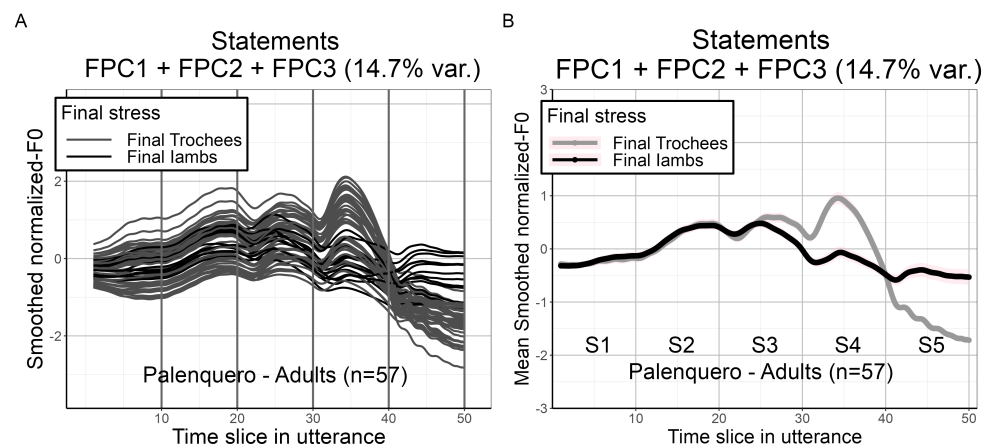 A
Statements
FPC1 + FPC2 + FPC3 (14.7% var.)
Final stress
Final Trochees
Final Iambs
Smoothed normalized-F0
2
0
-2
Palenquero - Adults (n=57)
10
20
30
40
50
Time slice in utterance
B
Statements
FPC1 + FPC2 + FPC3 (14.7% var.)
3
Final stress
Final Trochees
Final Iambs
Mean Smoothed normalized-F0
1
0
-1
-2
-3
S1
S2
S3
S4
S5
Palenquero - Adults (n=57)
10
20
30
40
50
Time slice in utterance